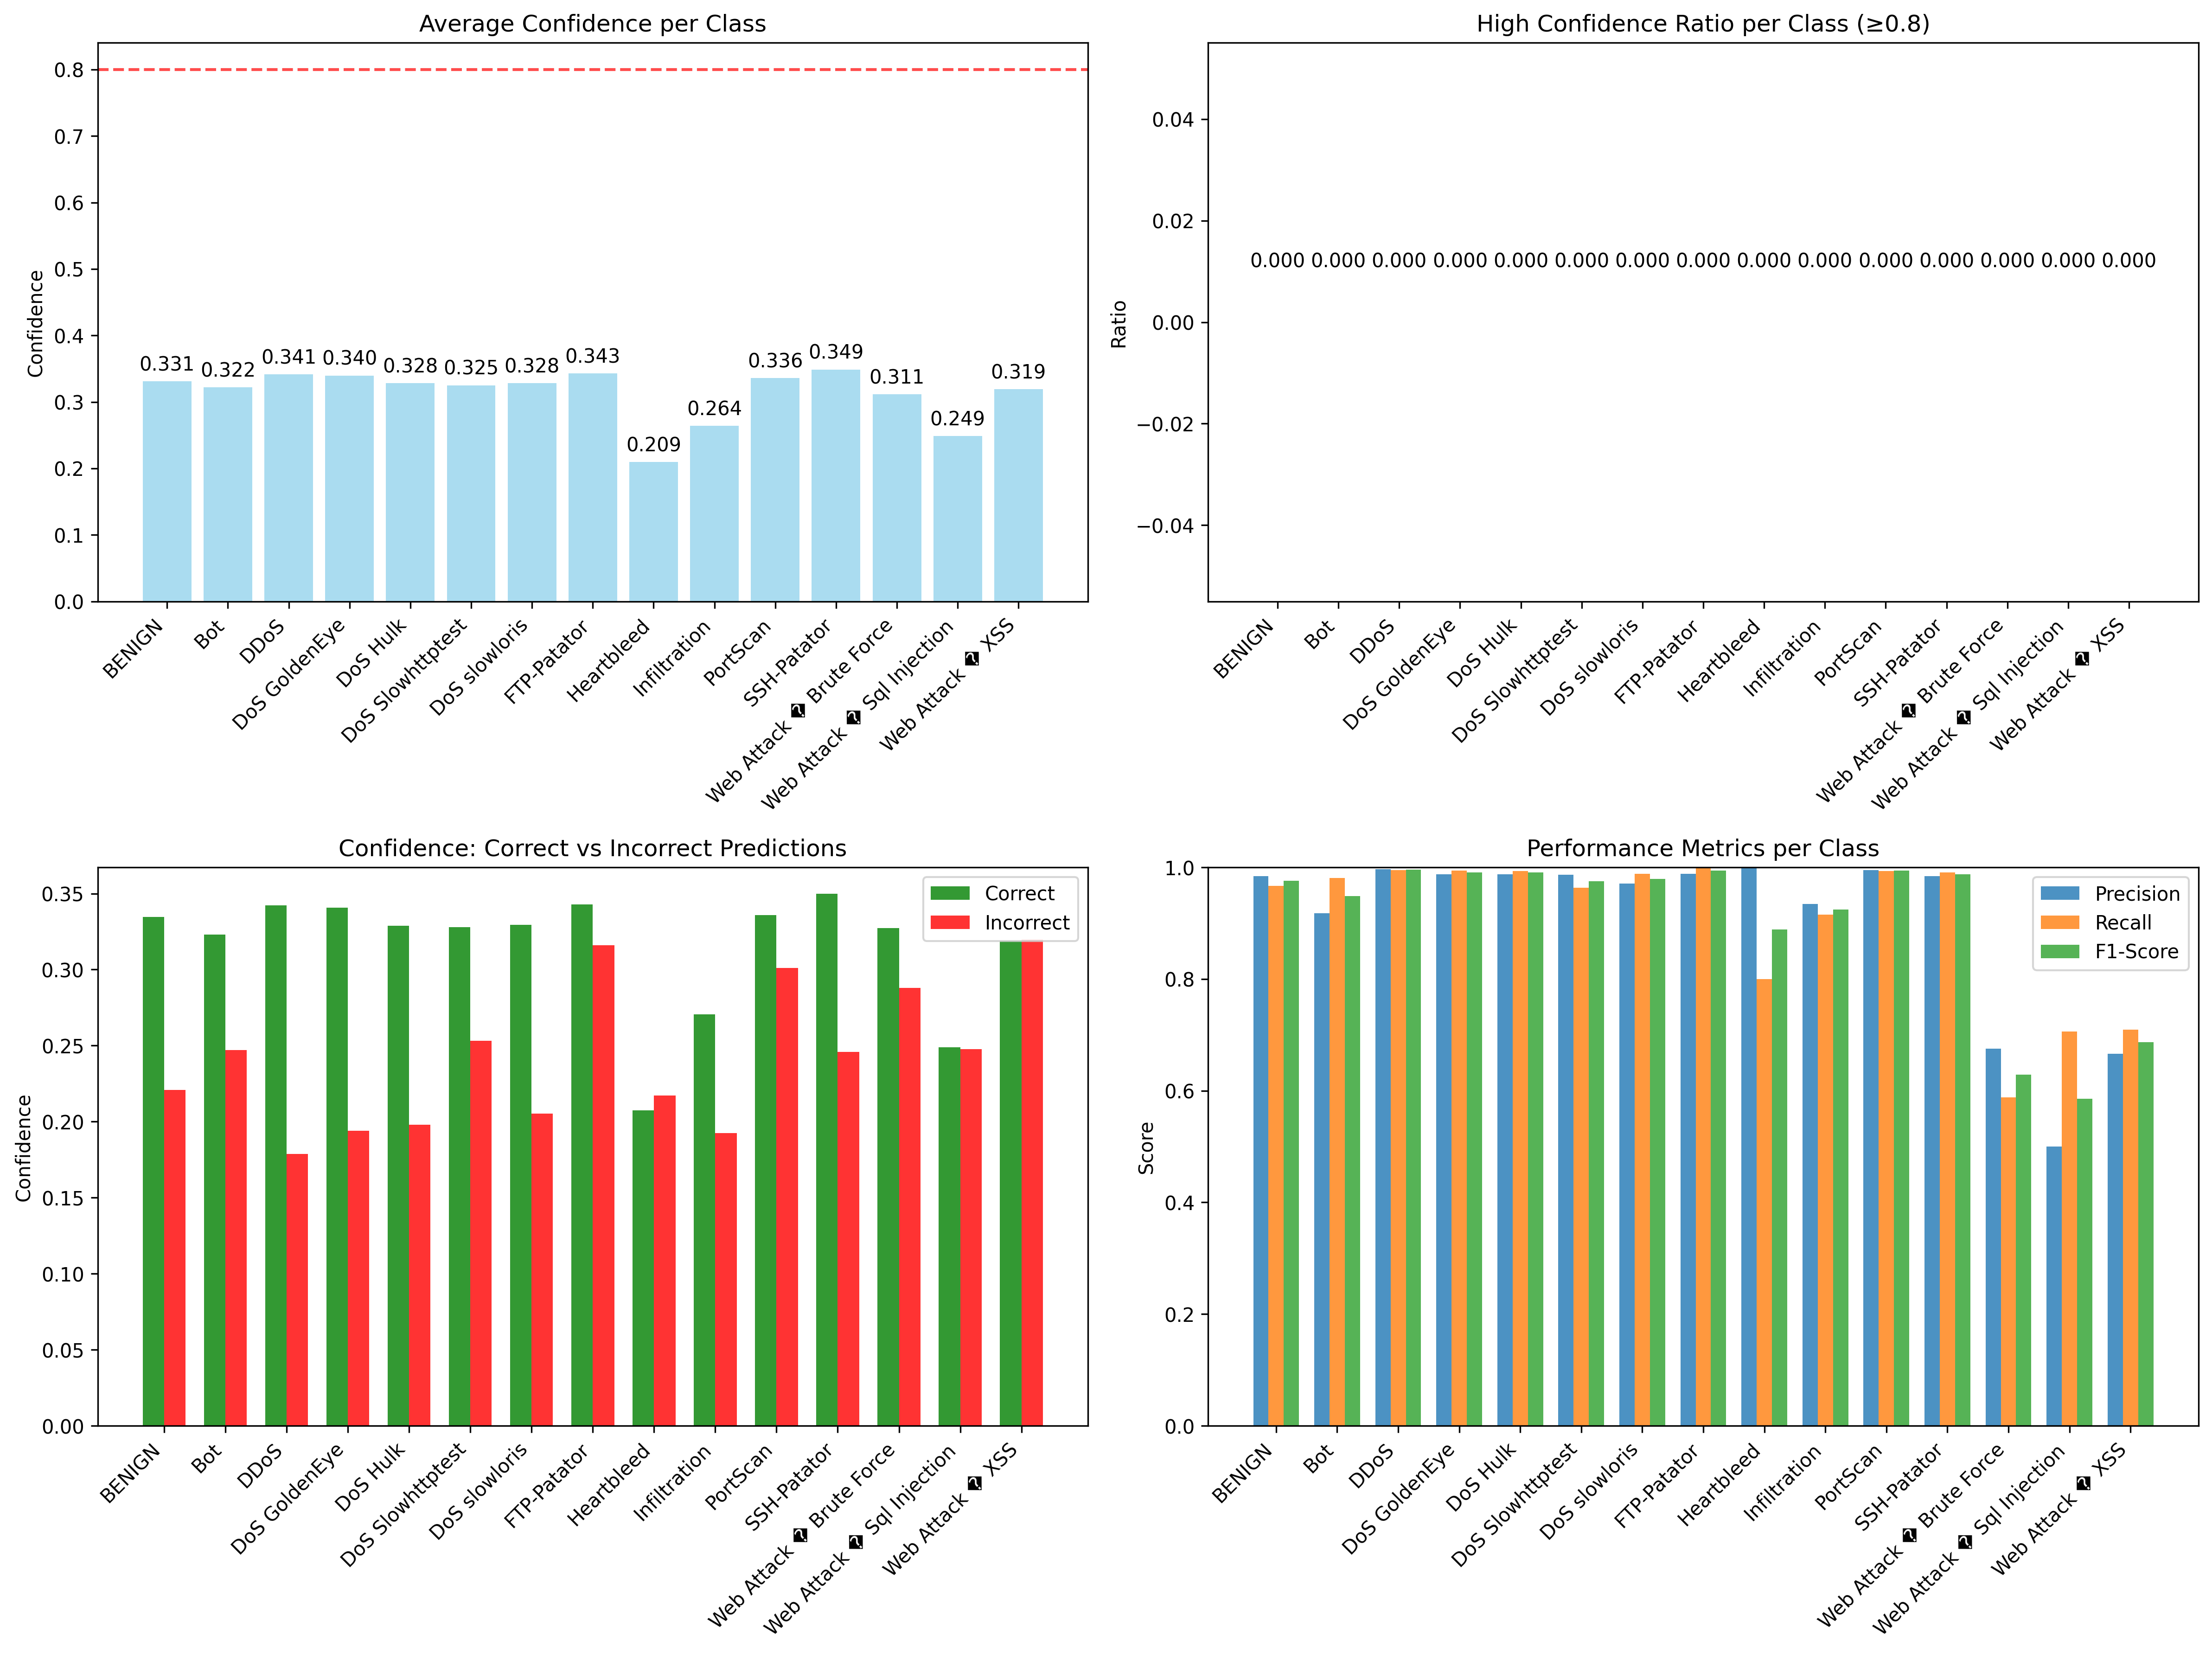 Average Confidence per Class
Confidence
0.8
0.7
0.6
0.5
0.4
0.3
0.2
0.1
0.0
0.331 0.322 0.341 0.340 0.328 0.325 0.328 0.343 0.209 0.264 0.336 0.349 0.311 0.249 0.319
BENIGN
Bot
DDoS
DoS GoldenEye
DoS Hulk
DoS Slowhttptest
DoS slowloris
FTP-Patator
Heartbleed
Infiltration
PortScan
SSH-Patator
Web Attack � Brute Force
Web Attack � Sql Injection
Web Attack � XSS
High Confidence Ratio per Class (≥0.8)
Ratio
0.04
0.02
0.00
−0.02
−0.04
0.000 0.000 0.000 0.000 0.000 0.000 0.000 0.000 0.000 0.000 0.000 0.000 0.000 0.000 0.000
BENIGN
Bot
DDoS
DoS GoldenEye
DoS Hulk
DoS Slowhttptest
DoS slowloris
FTP-Patator
Heartbleed
Infiltration
PortScan
SSH-Patator
Web Attack � Brute Force
Web Attack � Sql Injection
Web Attack � XSS
Confidence: Correct vs Incorrect Predictions
Confidence
0.35
0.30
0.25
0.20
0.15
0.10
0.05
0.00
Correct
Incorrect
BENIGN
Bot
DDoS
DoS GoldenEye
DoS Hulk
DoS Slowhttptest
DoS slowloris
FTP-Patator
Heartbleed
Infiltration
PortScan
SSH-Patator
Web Attack � Brute Force
Web Attack � Sql Injection
Web Attack � XSS
Performance Metrics per Class
Score
1.0
0.8
0.6
0.4
0.2
0.0
Precision
Recall
F1-Score
BENIGN
Bot
DDoS
DoS GoldenEye
DoS Hulk
DoS Slowhttptest
DoS slowloris
FTP-Patator
Heartbleed
Infiltration
PortScan
SSH-Patator
Web Attack � Brute Force
Web Attack � Sql Injection
Web Attack � XSS